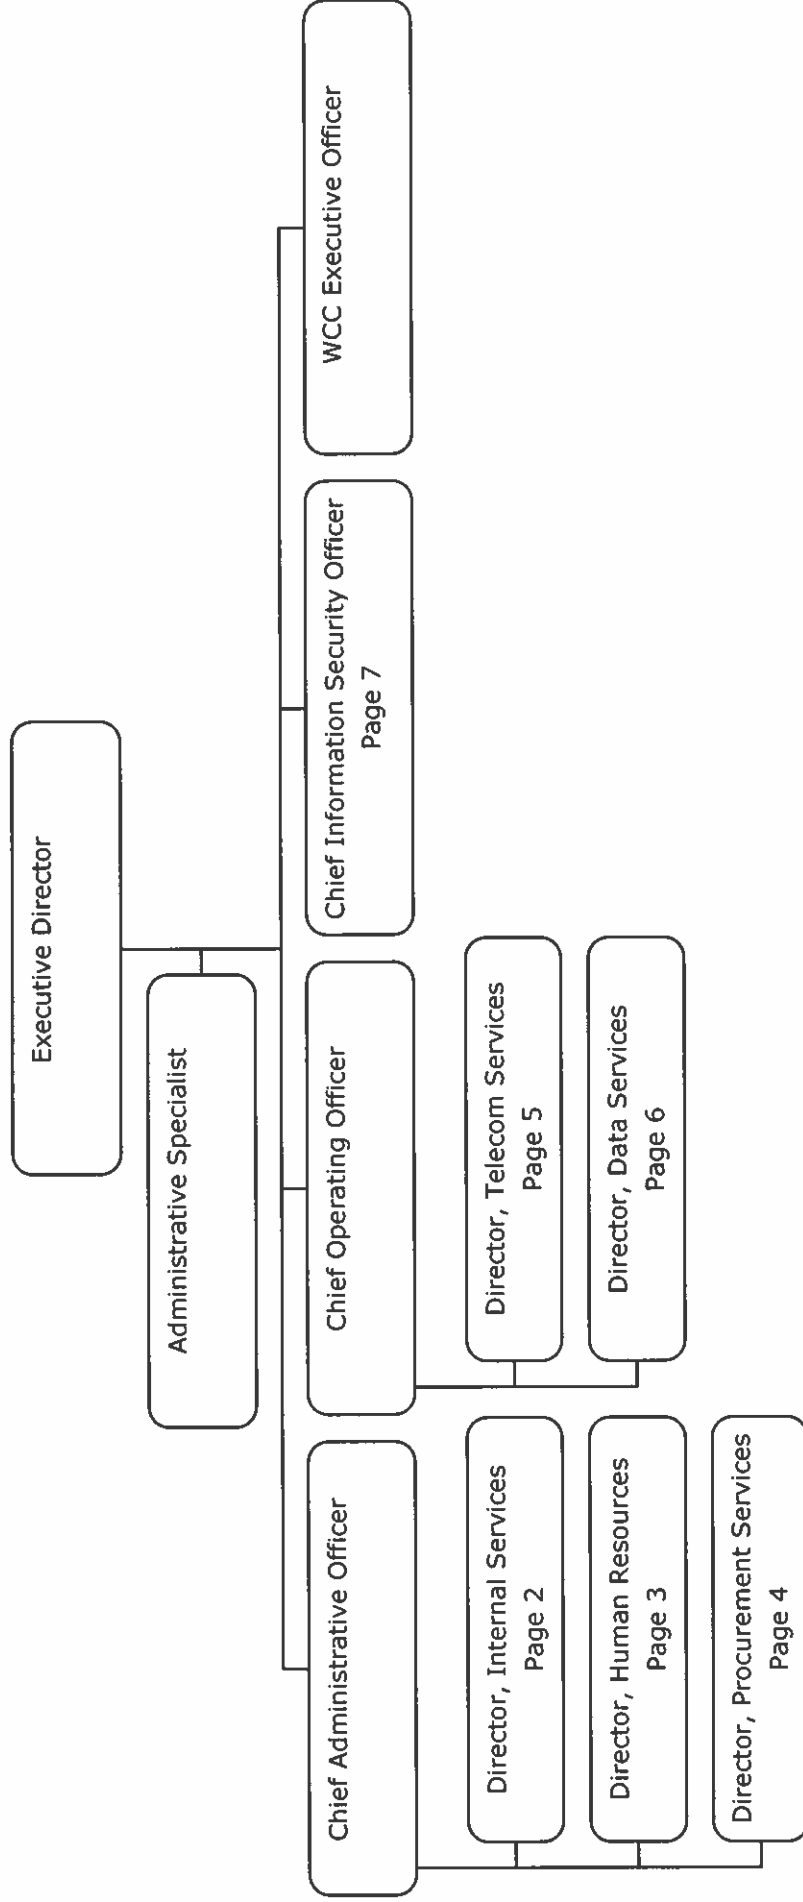 Executive Director
Administrative Specialist
Chief Administrative Officer
Chief Operating Officer
Chief Information Security Officer
Page 7
WCC Executive Officer
Director, Internal Services
Page 2
Director, Human Resources
Page 3
Director, Procurement Services
Page 4
Director, Telecom Services
Page 5
Director, Data Services
Page 6